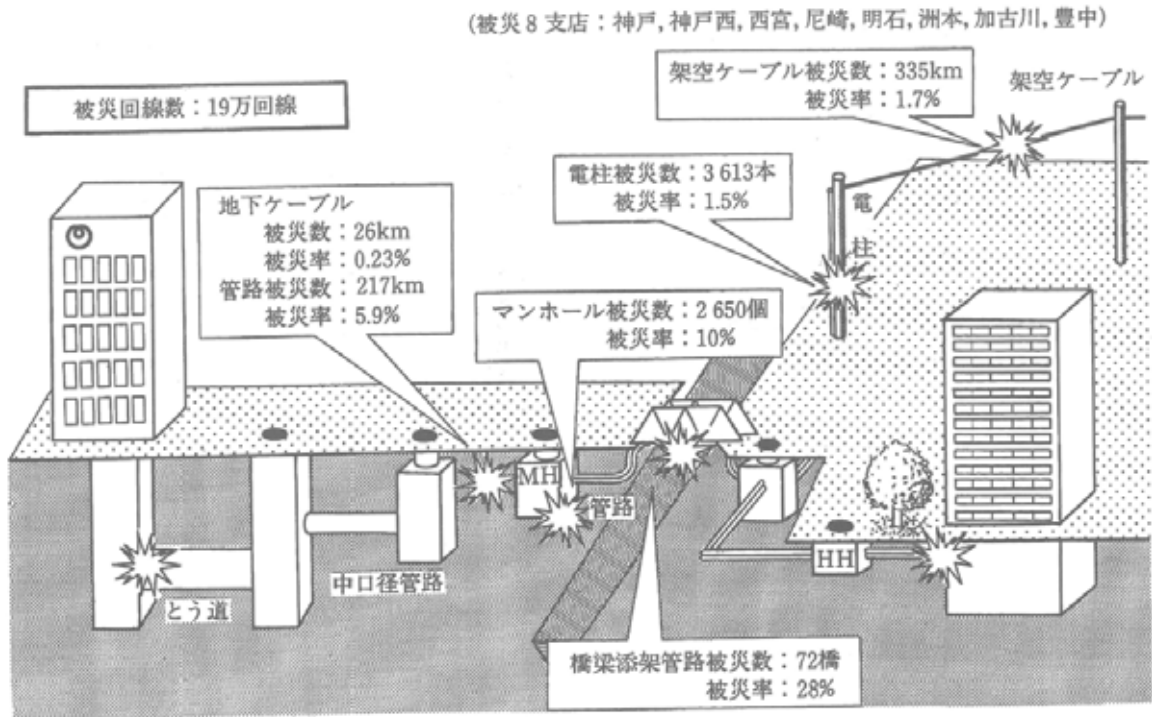 (被災8支店：神戸, 神戸西, 西宮, 尼崎, 明石, 洲本, 加古川, 豊中)
架空ケーブル被災数：335km
被災率：1.7%
架空ケーブル
被災回線数：19万回線
電柱被災数：3 613本
被災率：1.5%
電
柱
地下ケーブル
被災数：26km
被災率：0.23%
管路被災数：217km
被災率：5.9%
マンホール被災数：2 650個
被災率：10%
MH
管路
HH
中口径管路
とう道
橋梁添架管路被災数：72橋
被災率：28%